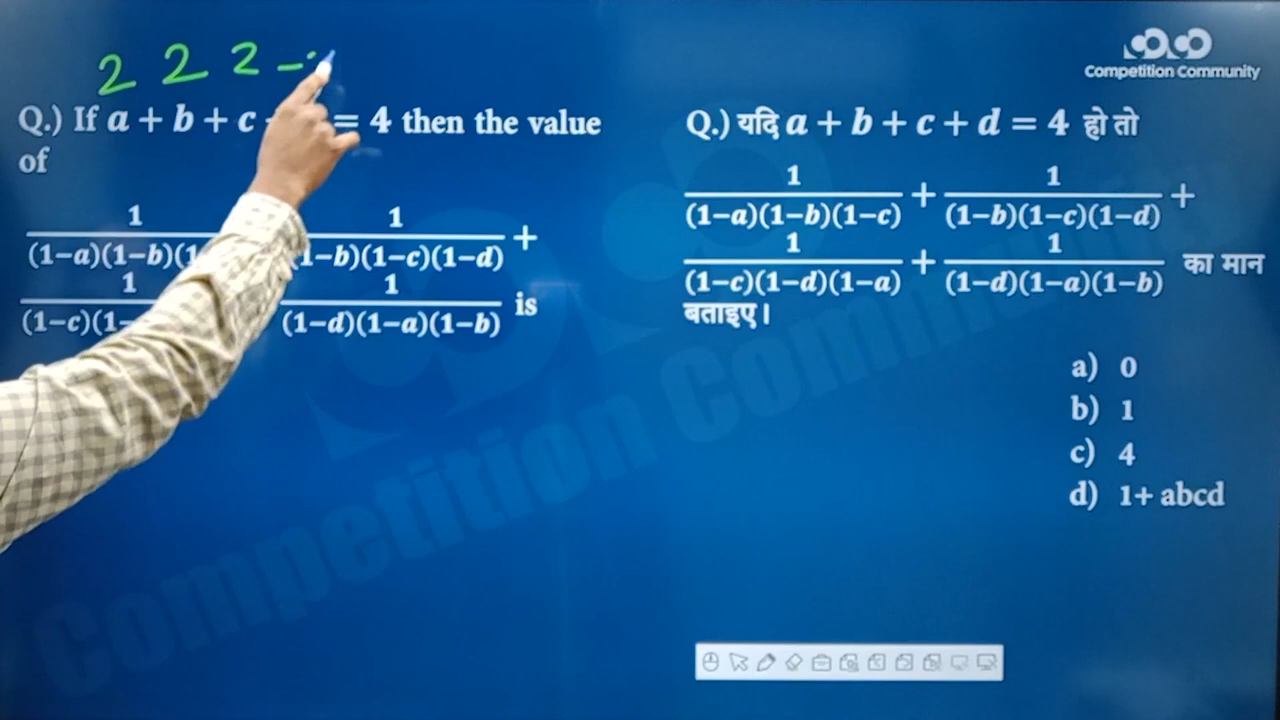 Competition Community
2 2 2 -
Q.) If a + b + c = 4 then the value
of
1/(1-a)(1-b)(1 1/1-b)(1-c)(1-d) +
1/(1-c)(1- 1/(1-d)(1-a)(1-b) is
Q.) यदि a + b + c + d = 4 हो तो
1/(1-a)(1-b)(1-c) + 1/(1-b)(1-c)(1-d) +
1/(1-c)(1-d)(1-a) + 1/(1-d)(1-a)(1-b) का मान
बताइए।
a) 0
b) 1
c) 4
d) 1+ abcd
Competition Community